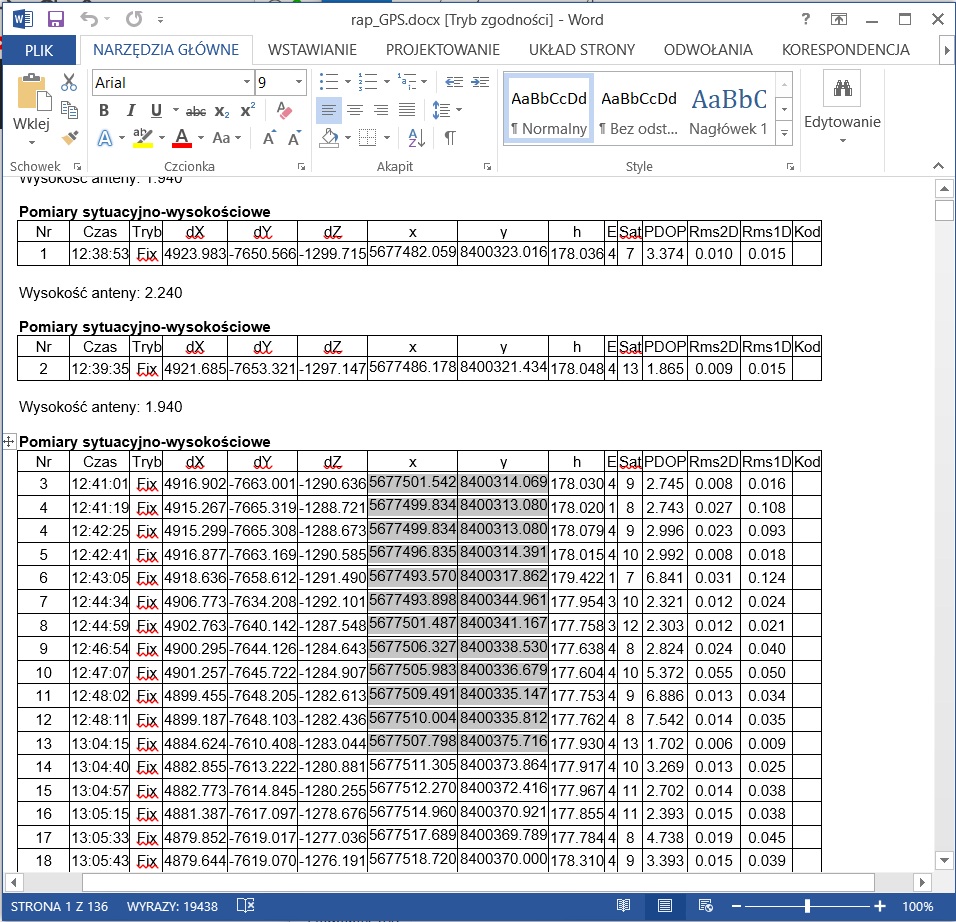 rap_GPS.docx [Tryb zgodności] - Word
PLIK NARZĘDZIA GŁÓWNE WSTAWIANIE PROJEKTOWANIE UKŁAD STRONY ODWOŁANIA KORESPONDENCJA
Arial 9
Wklej
AaBbCcDd AaBbCcDd AaBbC
¶ Normalny ¶ Bez odst... Nagłówek 1
Edytowanie
Schowek Czcionka Akapit Style
Wysokość anteny: 1.940
Pomiary sytuacyjno-wysokościowe
Nr Czas Tryb dX dY dZ x y h E Sat PDOP Rms2D Rms1D Kod
1 12:38:53 Fix 4923.983 -7650.566 -1299.715 5677482.059 8400323.016 178.036 4 7 3.374 0.010 0.015
Wysokość anteny: 2.240
Pomiary sytuacyjno-wysokościowe
Nr Czas Tryb dX dY dZ x y h E Sat PDOP Rms2D Rms1D Kod
2 12:39:35 Fix 4921.685 -7653.321 -1297.147 5677486.178 8400321.434 178.048 4 13 1.865 0.009 0.015
Wysokość anteny: 1.940
Pomiary sytuacyjno-wysokościowe
Nr Czas Tryb dX dY dZ x y h E Sat PDOP Rms2D Rms1D Kod
3 12:41:01 Fix 4916.902 -7663.001 -1290.636 5677501.542 8400314.069 178.030 4 9 2.745 0.008 0.016
4 12:41:19 Fix 4915.267 -7665.319 -1288.721 5677499.834 8400313.080 178.020 1 8 2.743 0.027 0.108
4 12:42:25 Fix 4915.299 -7665.308 -1288.673 5677499.834 8400313.080 178.079 4 9 2.996 0.023 0.093
5 12:42:41 Fix 4916.877 -7663.169 -1290.585 5677496.835 8400314.391 178.015 4 10 2.992 0.008 0.018
6 12:43:05 Fix 4918.636 -7658.612 -1291.490 5677493.570 8400317.862 179.422 1 7 6.841 0.031 0.124
7 12:44:34 Fix 4906.773 -7634.208 -1292.101 5677493.898 8400344.961 177.954 3 10 2.321 0.012 0.024
8 12:44:59 Fix 4902.763 -7640.142 -1287.548 5677501.487 8400341.167 177.758 3 12 2.303 0.012 0.021
9 12:46:54 Fix 4900.295 -7644.126 -1284.643 5677506.327 8400338.530 177.638 4 8 2.824 0.024 0.040
10 12:47:07 Fix 4901.257 -7645.722 -1284.907 5677505.983 8400336.679 177.604 4 10 5.372 0.055 0.050
11 12:48:02 Fix 4899.455 -7648.205 -1282.613 5677509.491 8400335.147 177.753 4 9 6.886 0.013 0.034
12 12:48:11 Fix 4899.187 -7648.103 -1282.436 5677510.004 8400335.812 177.762 4 8 7.542 0.014 0.035
13 13:04:15 Fix 4884.624 -7610.408 -1283.044 5677507.798 8400375.716 177.930 4 13 1.702 0.006 0.009
14 13:04:40 Fix 4882.855 -7613.222 -1280.881 5677511.305 8400373.864 177.917 4 10 3.269 0.013 0.025
15 13:04:57 Fix 4882.773 -7614.845 -1280.255 5677512.270 8400372.416 177.967 4 11 2.702 0.014 0.038
16 13:05:15 Fix 4881.387 -7617.097 -1278.676 5677514.960 8400370.921 177.855 4 11 2.393 0.015 0.038
17 13:05:33 Fix 4879.852 -7619.017 -1277.036 5677517.689 8400369.789 177.784 4 8 4.738 0.019 0.045
18 13:05:43 Fix 4879.644 -7619.070 -1276.191 5677518.720 8400370.000 178.310 4 9 3.393 0.015 0.039
STRONA 1 Z 136 WYRAZY: 19438 100%